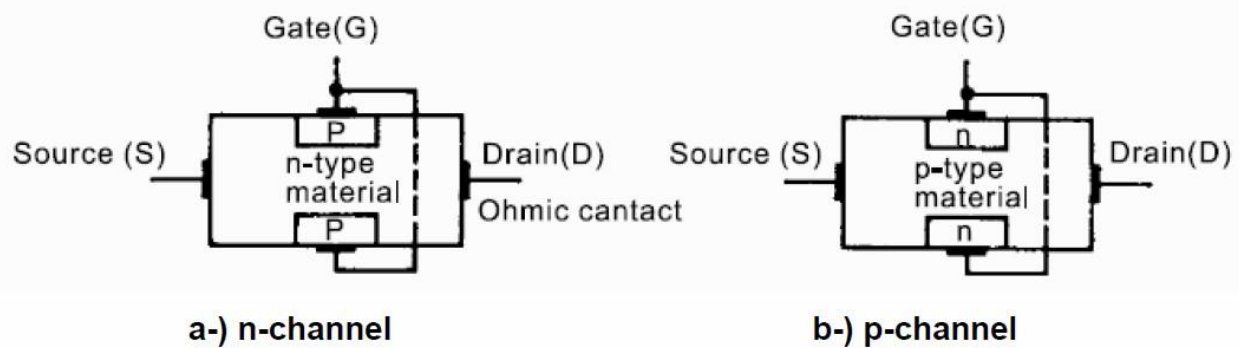 Gate(G)
P
Source (S)
n-type
material
Drain(D)
Ohmic cantact
P
a-) n-channel
Gate(G)
n
Source (S)
p-type
material
Drain(D)
n
b-) p-channel